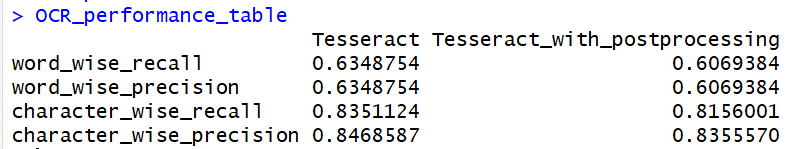 > OCR_performance_table
Tesseract Tesseract_with_postprocessing
word_wise_recall 0.6348754 0.6069384
word_wise_precision 0.6348754 0.6069384
character_wise_recall 0.8351124 0.8156001
character_wise_precision 0.8468587 0.8355570